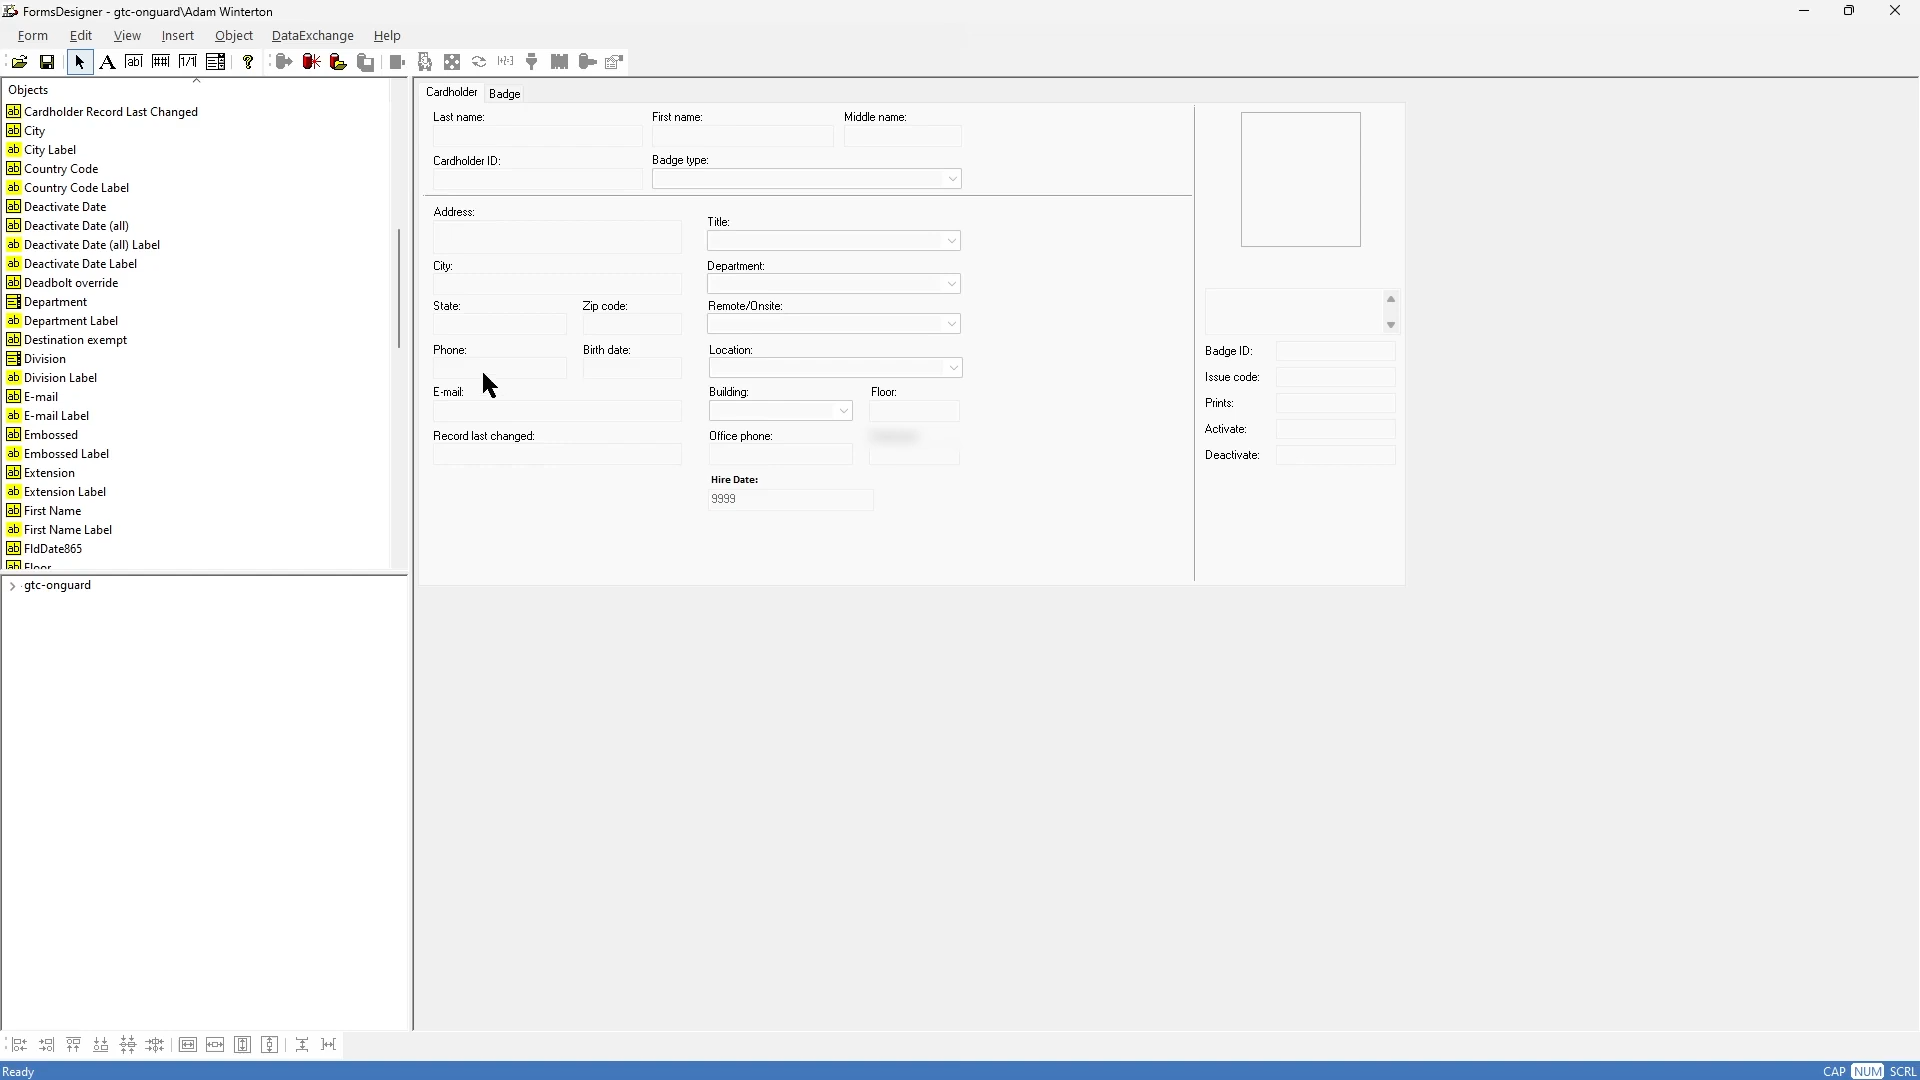 FormsDesigner - gtc-onguard\Adam Winterton
Form Edit View Insert Object DataExchange Help
Objects
Cardholder Record Last Changed
City
City Label
Country Code
Country Code Label
Deactivate Date
Deactivate Date (all)
Deactivate Date (all) Label
Deactivate Date Label
Deadbolt override
Department
Department Label
Destination exempt
Division
Division Label
E-mail
E-mail Label
Embossed
Embossed Label
Extension
Extension Label
First Name
First Name Label
FldDate865
Floor
gtc-onguard
Cardholder Badge
Last name: First name: Middle name:
Cardholder ID: Badge type:
Address:
Title:
City: Department:
State: Zip code: Remote/Onsite:
Phone: Birth date: Location:
E-mail: Building: Floor:
Record last changed: Office phone:
Hire Date:
9999
Badge ID:
Issue code:
Prints:
Activate:
Deactivate:
Ready
CAP NUM SCRL